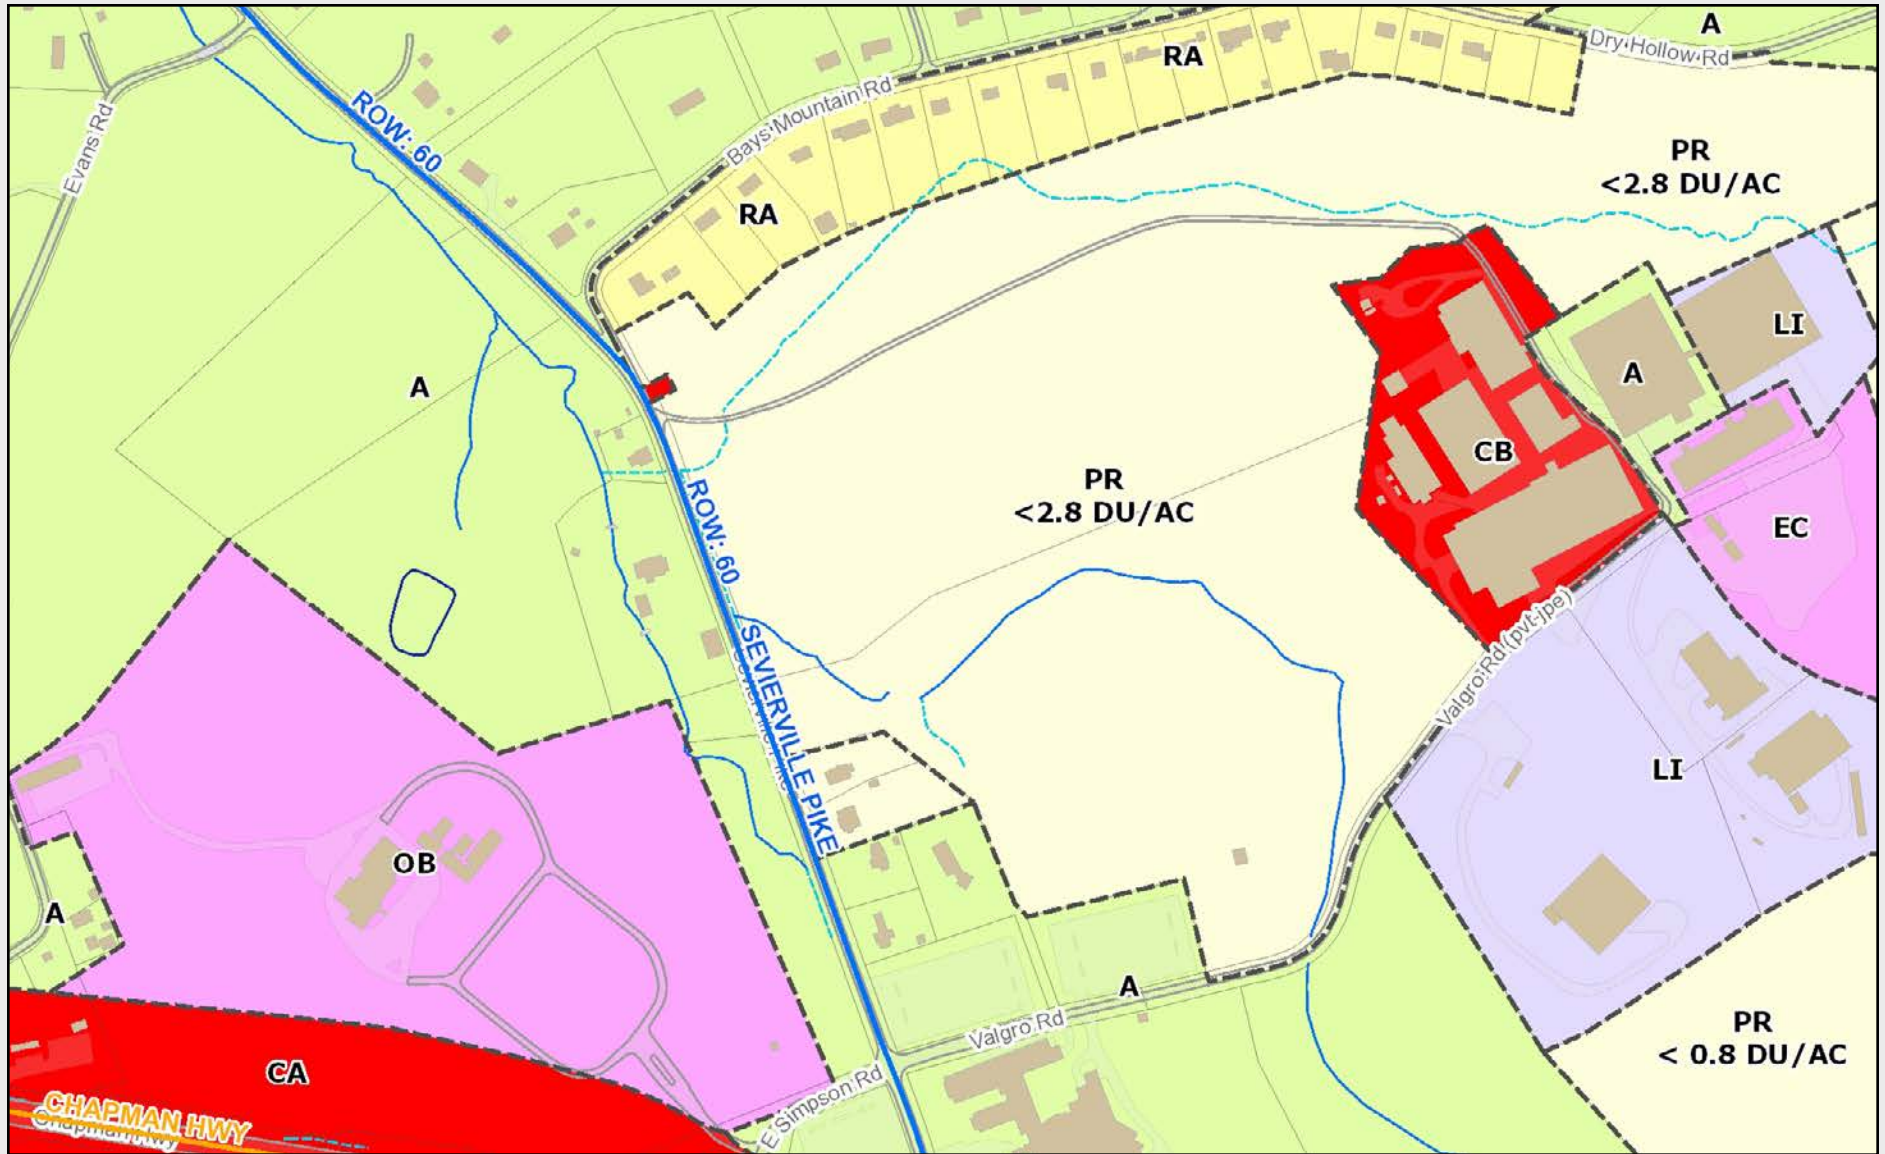 A
Dry Hollow Rd
RA
Bays Mountain Rd
ROW: 60
Evans Rd
PR
<2.8 DU/AC
RA
LI
A
A
CB
PR
<2.8 DU/AC
EC
ROW: 60
SEVIERVILLE PIKE
Sevierville Pike
Valgro Rd (pvt-jpe)
LI
OB
A
A
Valgro Rd
PR
< 0.8 DU/AC
CA
E Simpson Rd
CHAPMAN HWY
Chapman Hwy